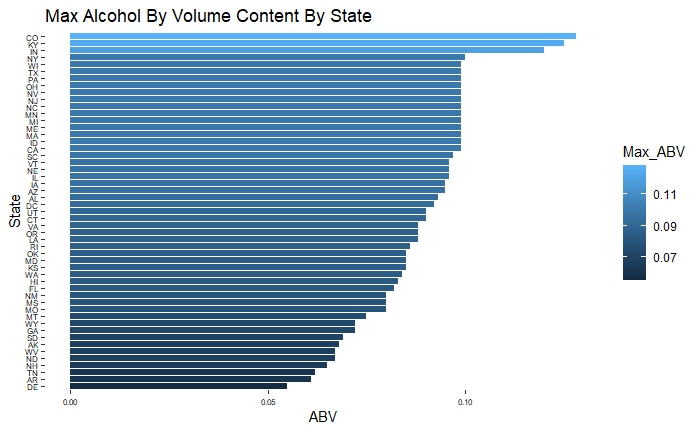 Max Alcohol By Volume Content By State
CO
KY
IN
NY
WI
TX
PA
OH
NV
NJ
NC
MN
MI
ME
MA
ID
CA
SC
VT
NE
IL
IA
AZ
AL
DC
UT
CT
VA
OR
LA
RI
OK
MD
KS
WA
HI
FL
NM
MS
MO
MT
WY
GA
SD
AK
WV
ND
NH
TN
AR
DE
State
0.00 0.05 0.10
ABV
Max_ABV
0.11
0.09
0.07